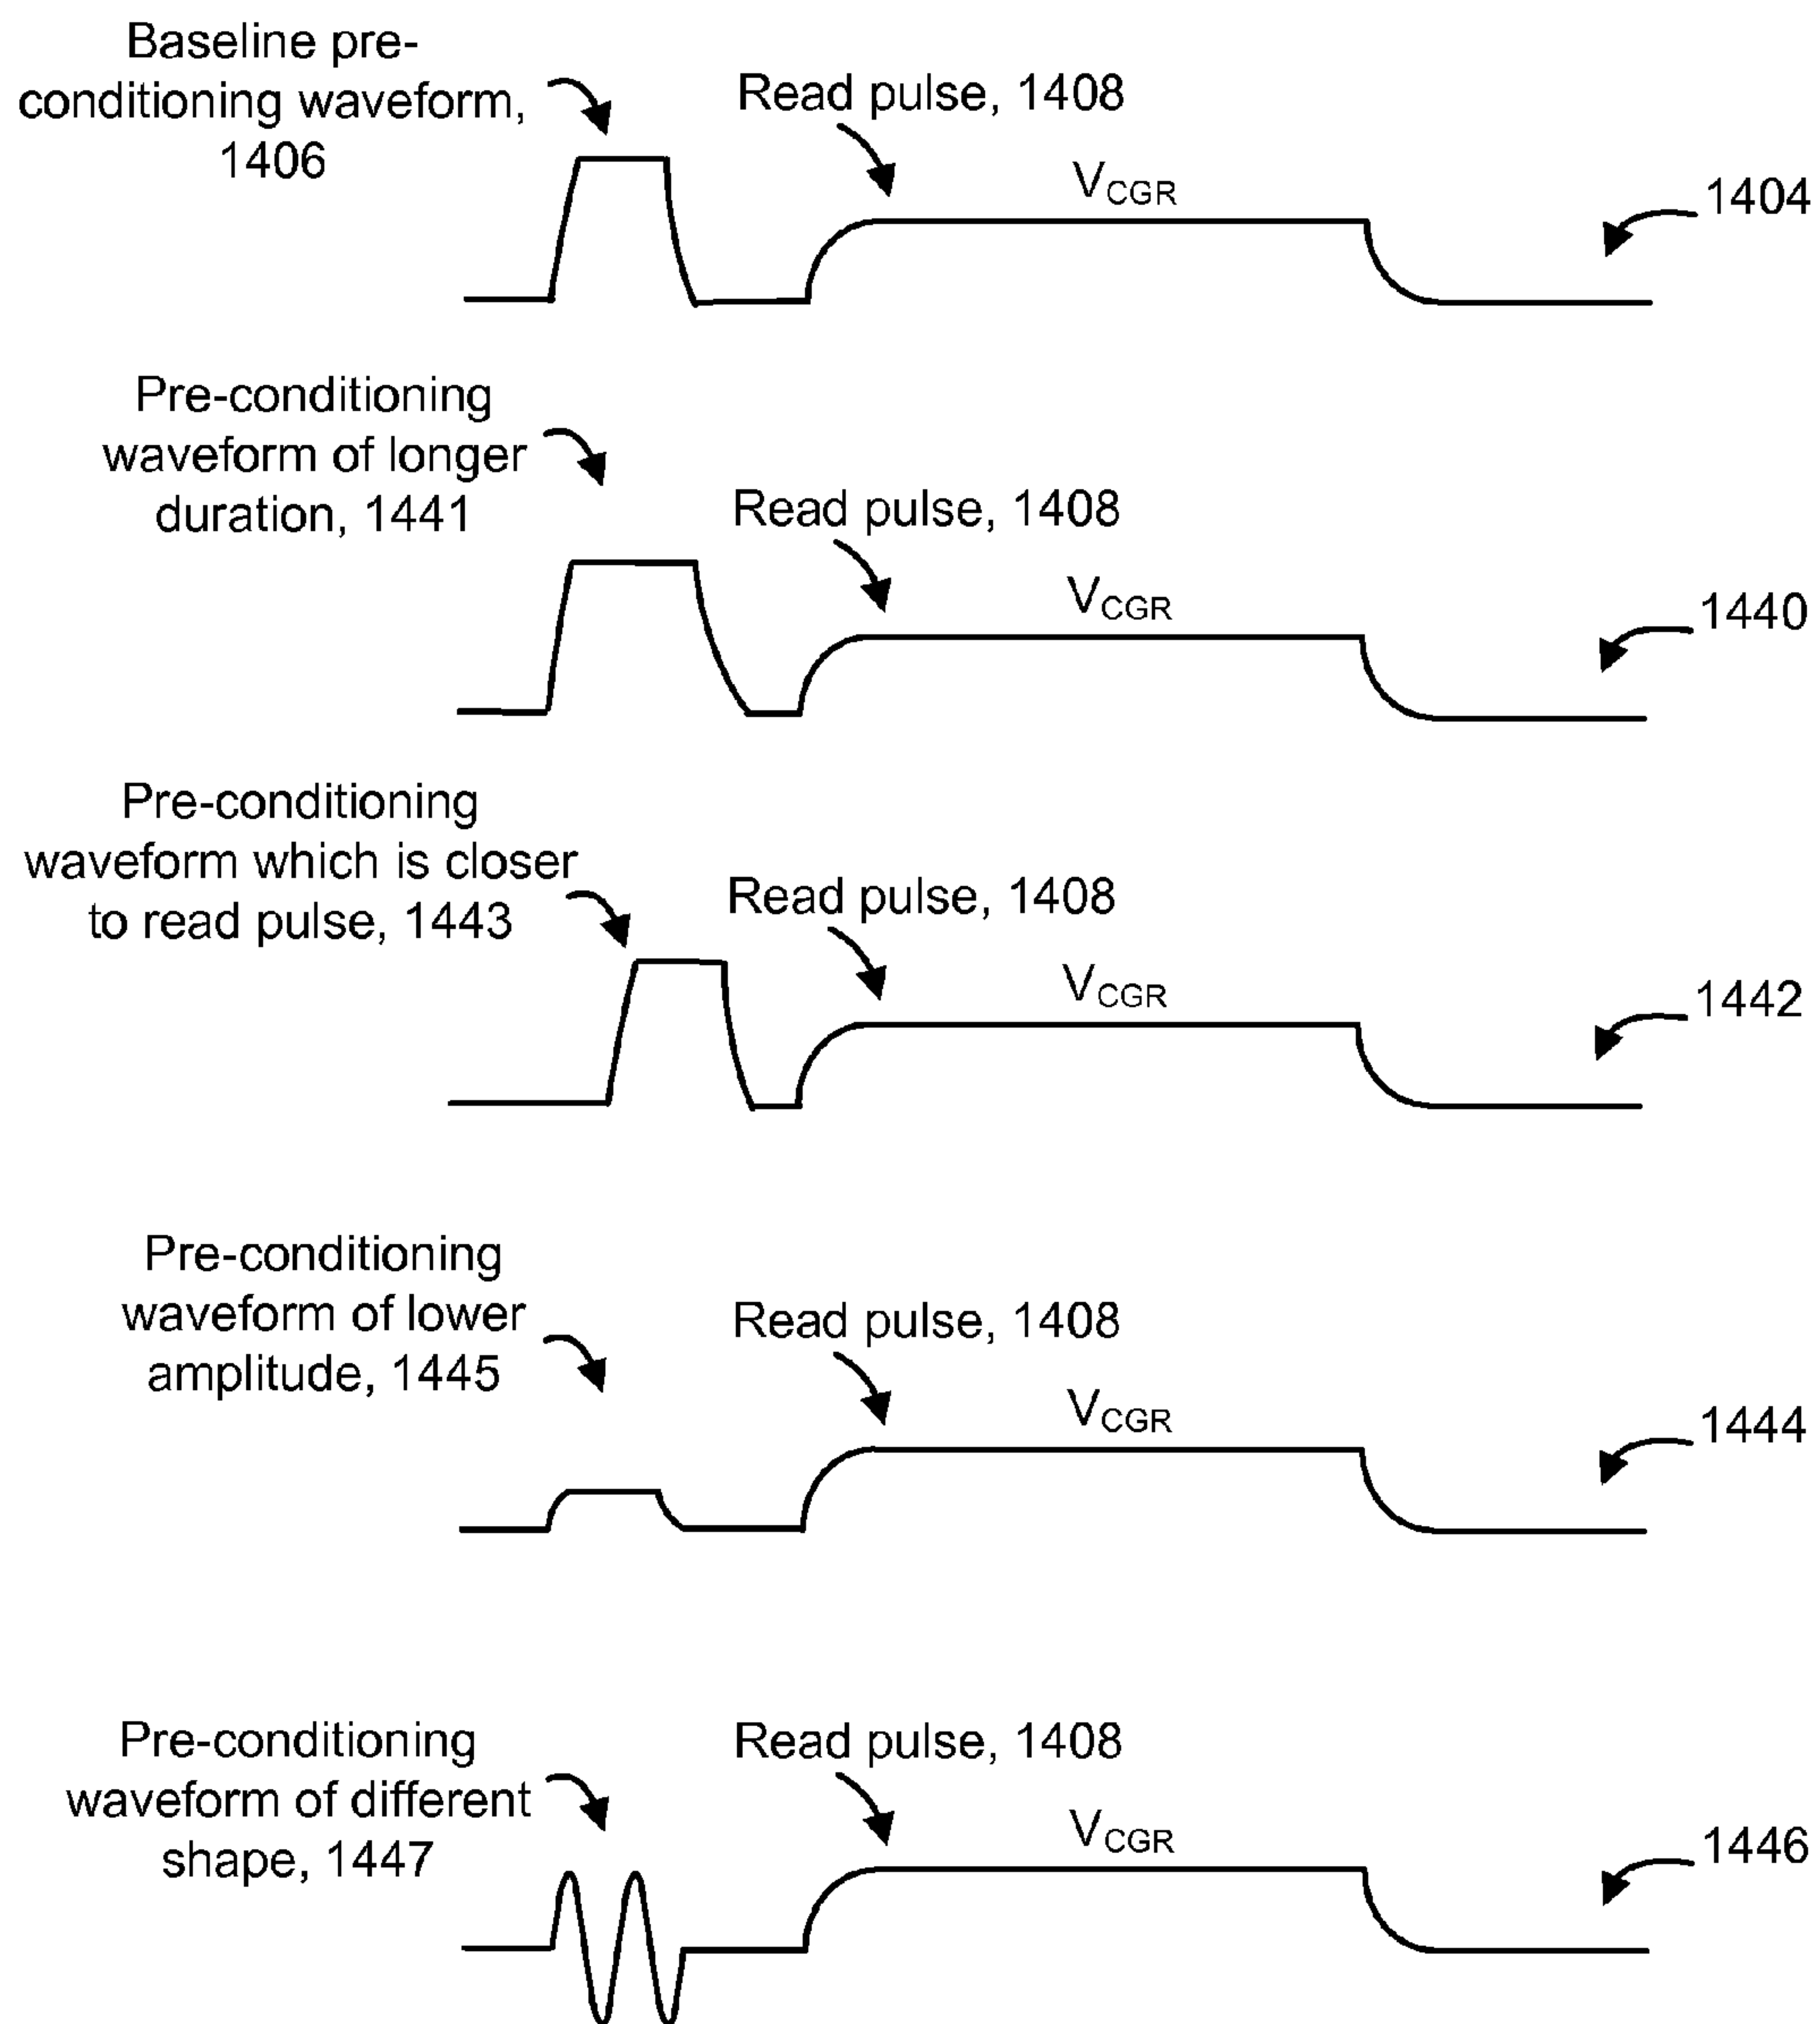 Baseline pre-
conditioning waveform,
1406
Read pulse, 1408
VCGR
1404
Pre-conditioning
waveform of longer
duration, 1441
Read pulse, 1408
VCGR
1440
Pre-conditioning
waveform which is closer
to read pulse, 1443
Read pulse, 1408
VCGR
1442
Pre-conditioning
waveform of lower
amplitude, 1445
Read pulse, 1408
VCGR
1444
Pre-conditioning
waveform of different
shape, 1447
Read pulse, 1408
VCGR
1446